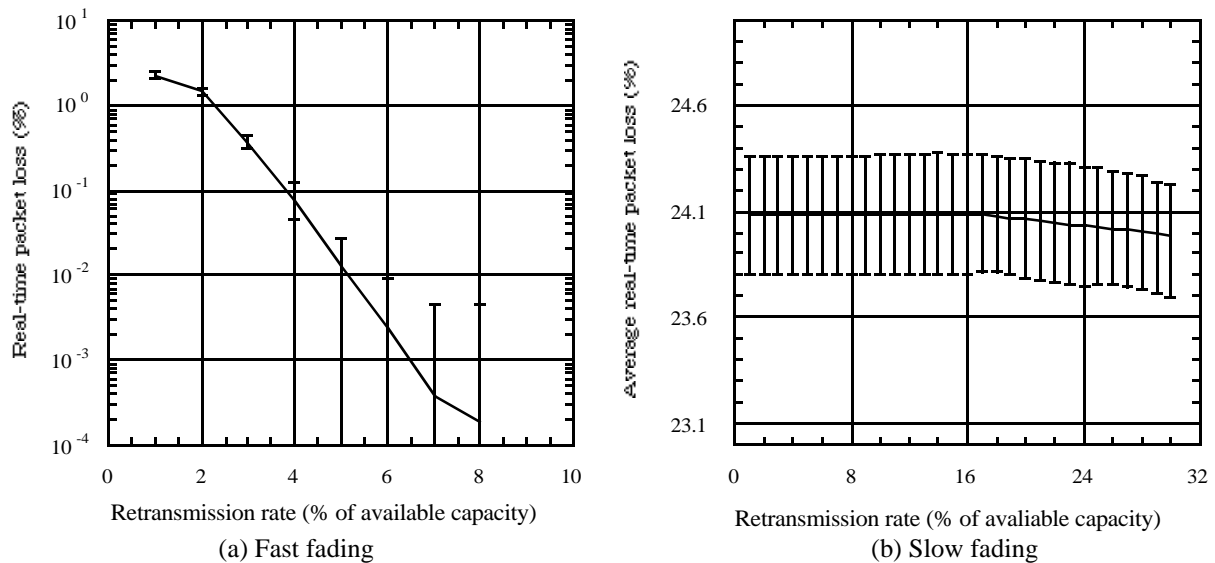 Real-time packet loss (%)
10^1
10^0
10^-1
10^-2
10^-3
10^-4
0 2 4 6 8 10
Retransmission rate (% of available capacity)
(a) Fast fading
Average real-time packet loss (%)
24.6
24.1
23.6
23.1
0 8 16 24 32
Retransmission rate (% of avaliable capacity)
(b) Slow fading